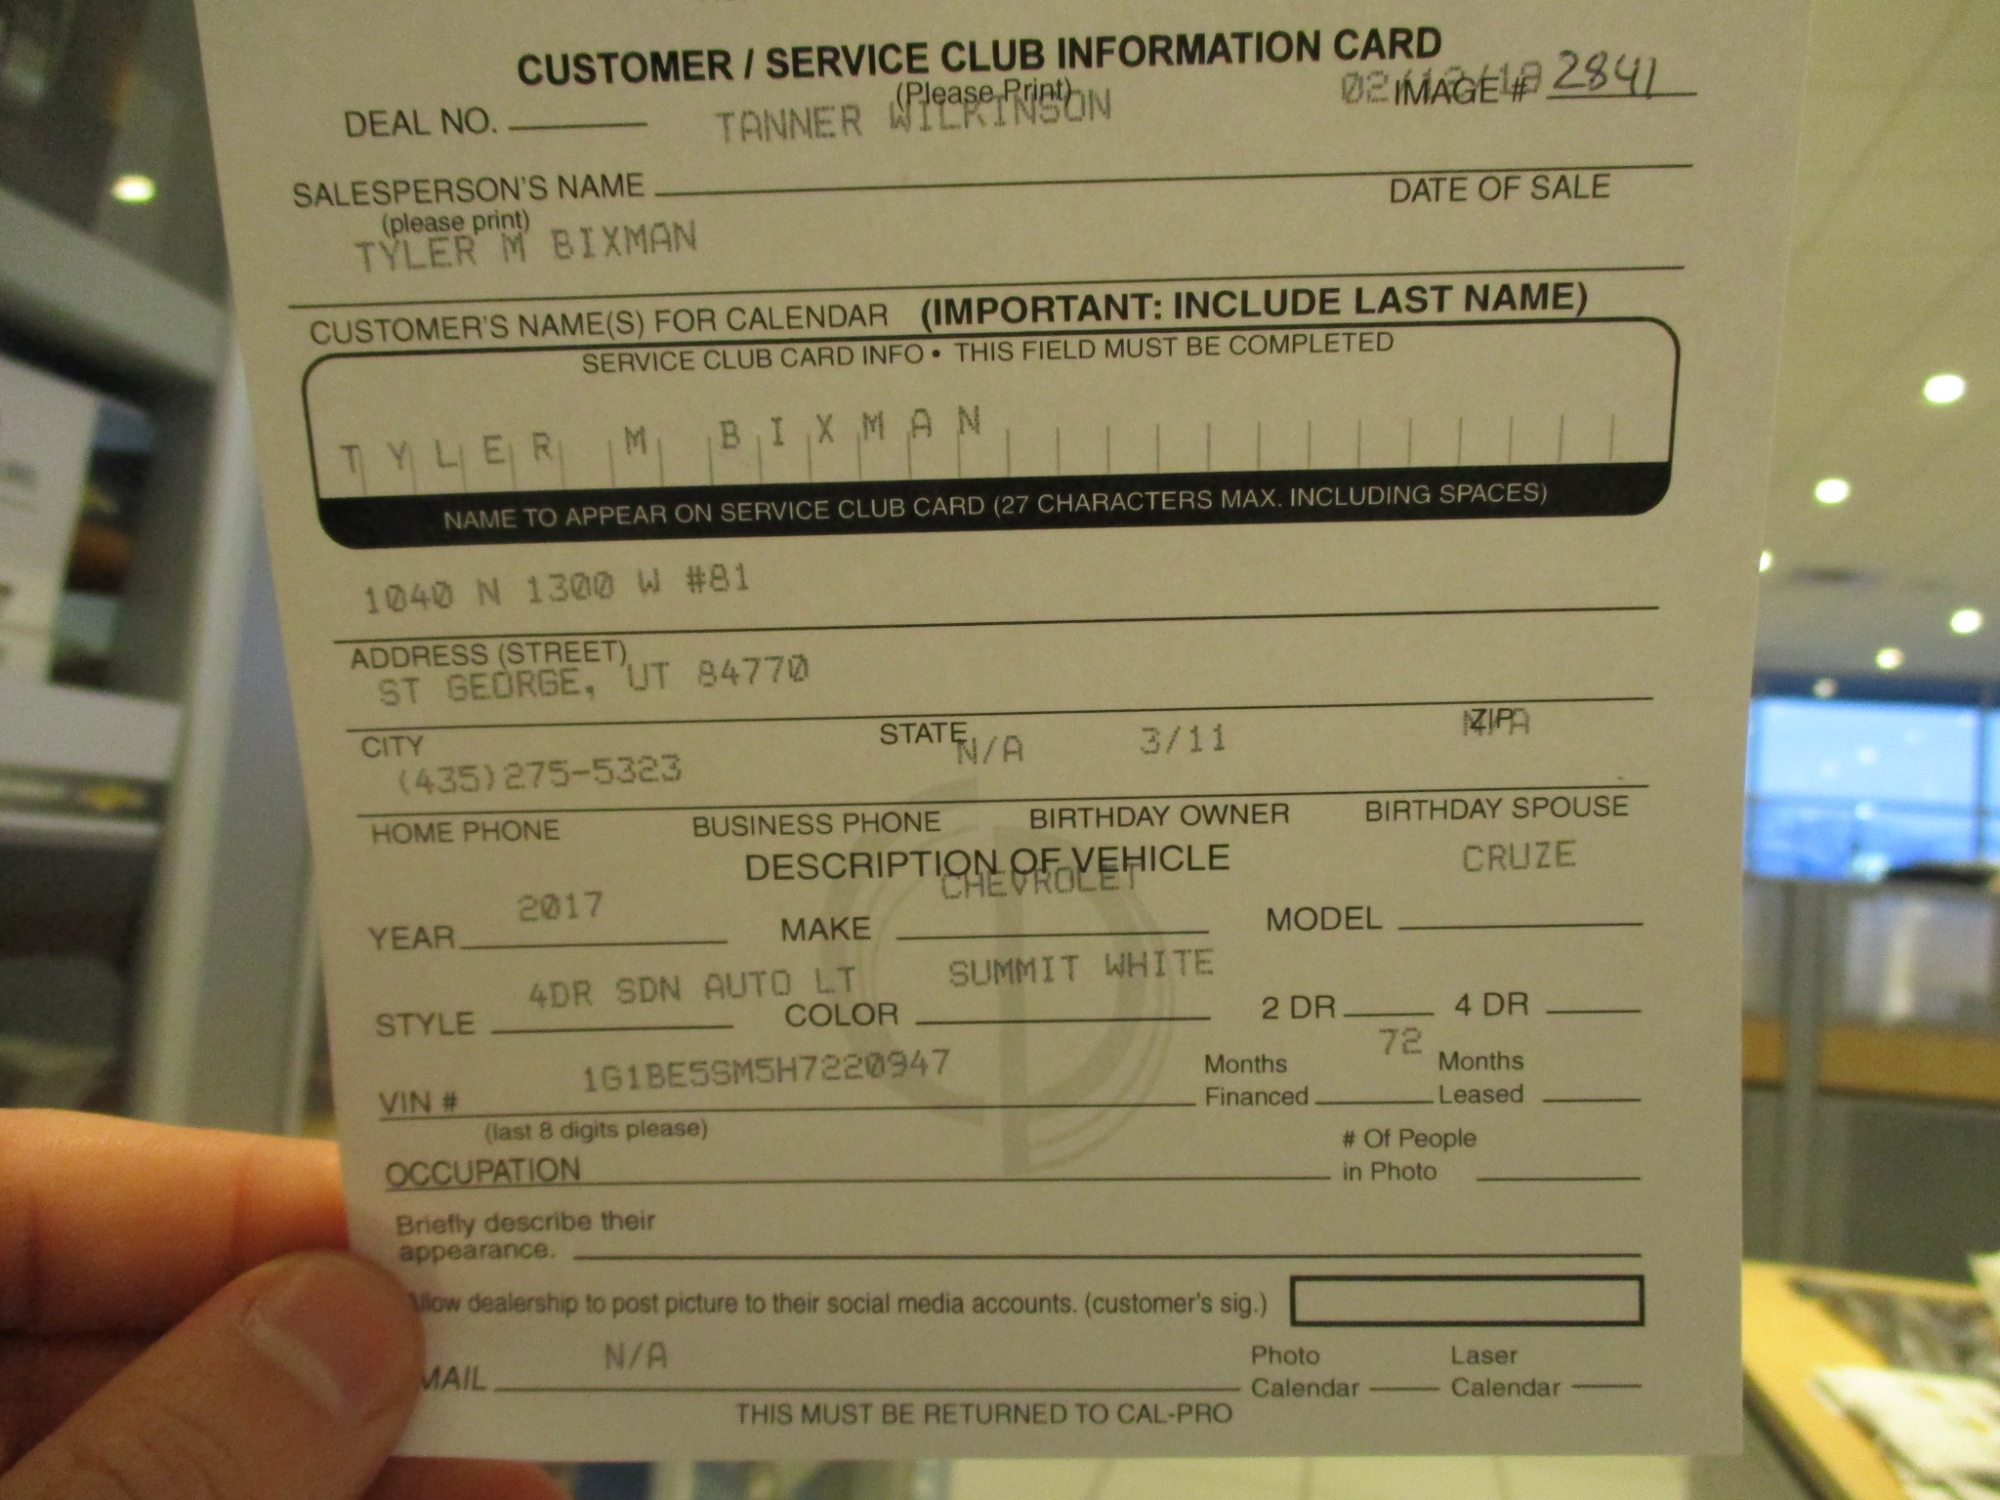 CUSTOMER / SERVICE CLUB INFORMATION CARD
(Please Print)
IMAGE # 2841
DEAL NO.
TANNER WILKINSON
SALESPERSON'S NAME
DATE OF SALE
(please print)
TYLER M BIXMAN
CUSTOMER'S NAME(S) FOR CALENDAR (IMPORTANT: INCLUDE LAST NAME)
SERVICE CLUB CARD INFO • THIS FIELD MUST BE COMPLETED
TYLER M BIXMAN
NAME TO APPEAR ON SERVICE CLUB CARD (27 CHARACTERS MAX. INCLUDING SPACES)
1040 N 1300 W #81
ADDRESS (STREET)
ST GEORGE, UT 84770
CITY STATE ZIP
(435)275-5323 N/A 3/11 N/A
HOME PHONE BUSINESS PHONE BIRTHDAY OWNER BIRTHDAY SPOUSE
DESCRIPTION OF VEHICLE
2017 CHEVROLET CRUZE
YEAR MAKE MODEL
4DR SDN AUTO LT SUMMIT WHITE
STYLE COLOR 2 DR 4 DR
1G1BE5SM5H7220947 72
VIN # Months Financed Months Leased
(last 8 digits please)
OCCUPATION # Of People in Photo
Briefly describe their
appearance.
llow dealership to post picture to their social media accounts. (customer's sig.)
N/A
MAIL Photo Calendar Laser Calendar
THIS MUST BE RETURNED TO CAL-PRO